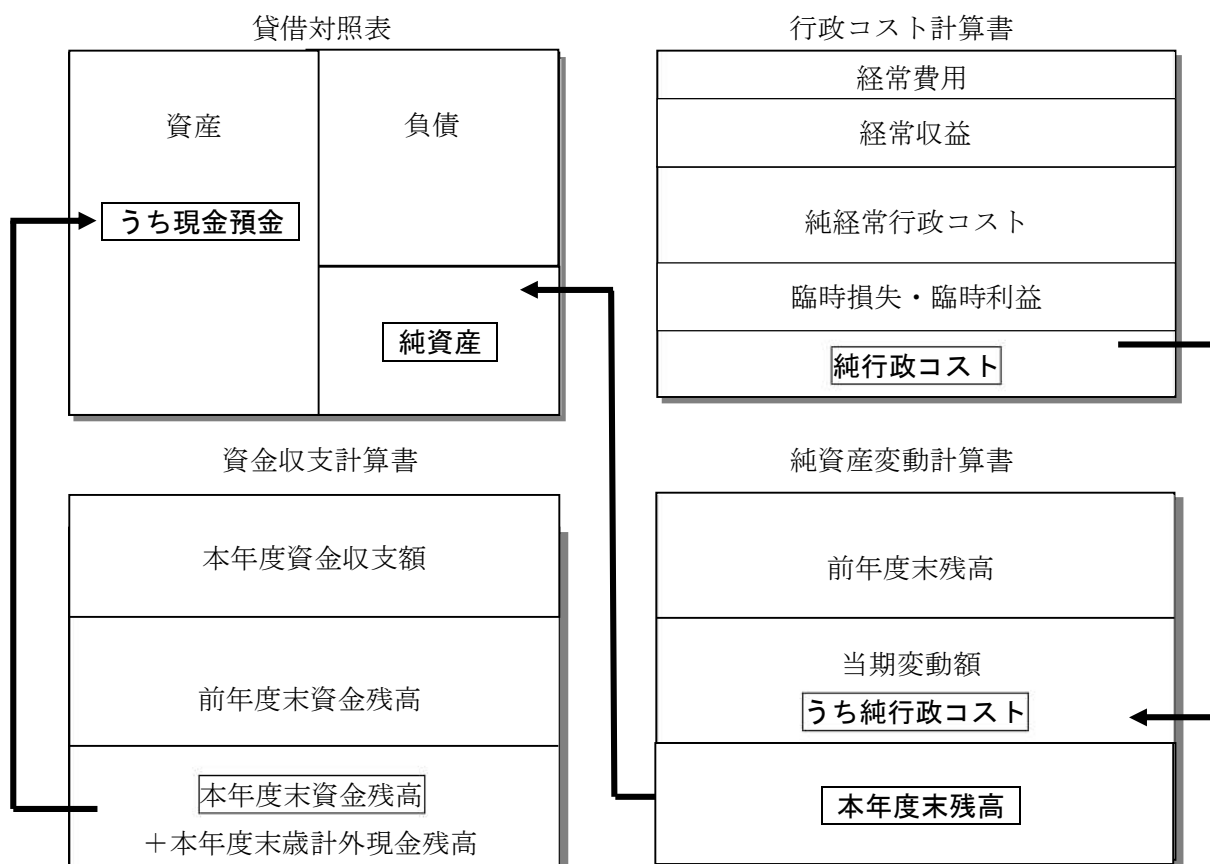 貸借対照表
資産
うち現金預金
負債
純資産
行政コスト計算書
経常費用
経常収益
純経常行政コスト
臨時損失・臨時利益
純行政コスト
資金収支計算書
本年度資金収支額
前年度末資金残高
本年度末資金残高
＋本年度末歳計外現金残高
純資産変動計算書
前年度末残高
当期変動額
うち純行政コスト
本年度末残高